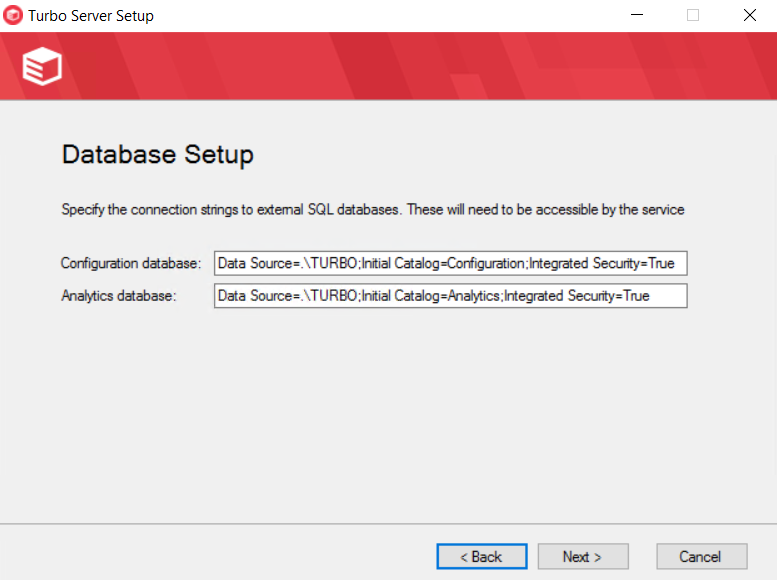 Turbo Server Setup
Database Setup
Specify the connection strings to external SQL databases. These will need to be accessible by the service
Configuration database: Data Source=.\TURBO;Initial Catalog=Configuration;Integrated Security=True
Analytics database: Data Source=.\TURBO;Initial Catalog=Analytics;Integrated Security=True
< Back Next > Cancel